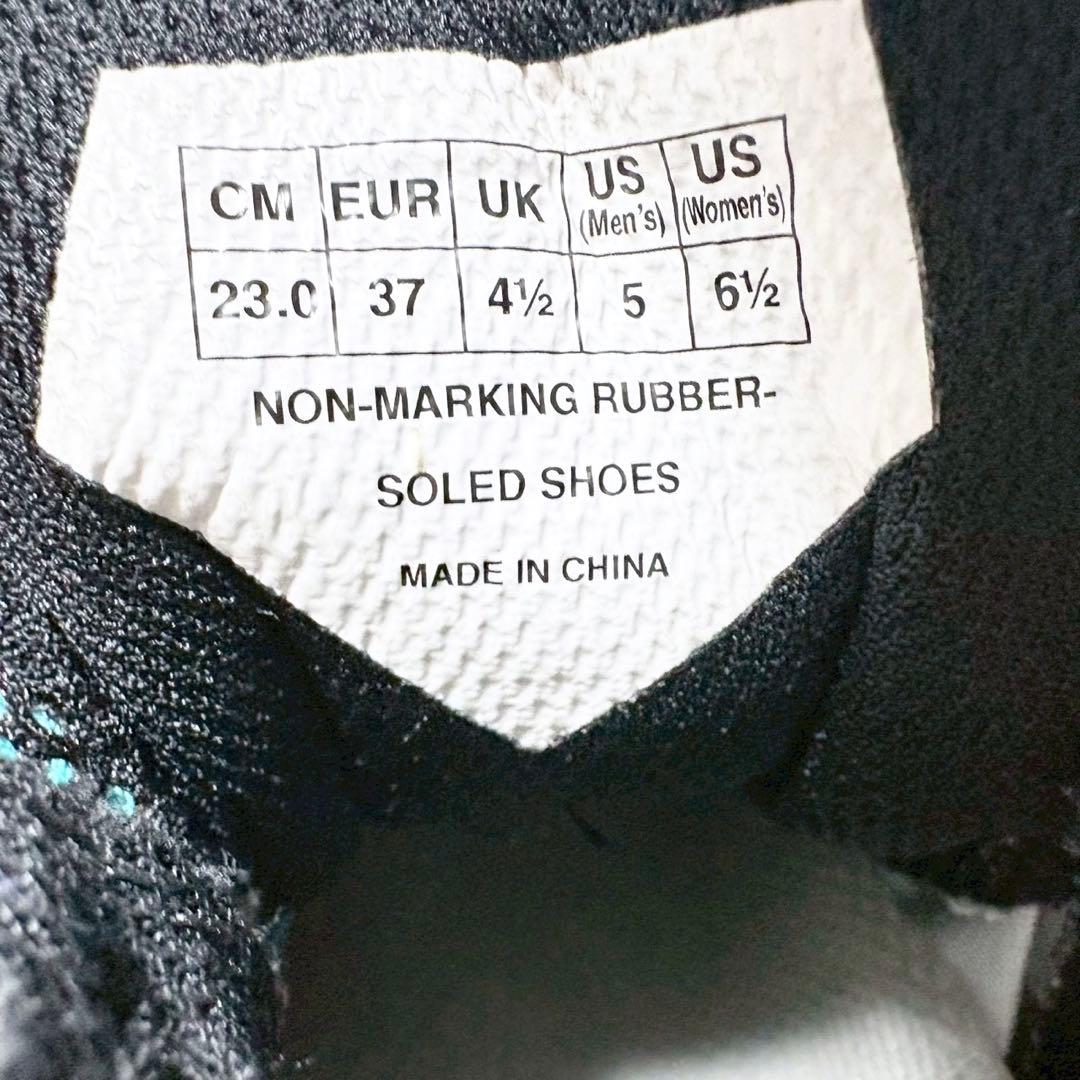 CM EUR UK US (Men's) US (Women's)
23.0 37 4½ 5 6½
NON-MARKING RUBBER-
SOLED SHOES
MADE IN CHINA